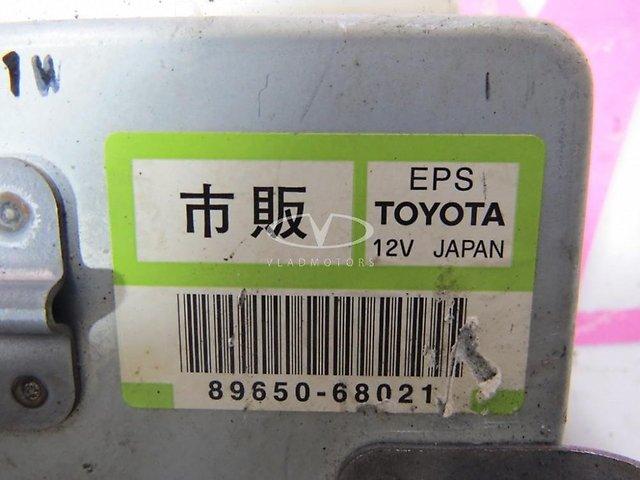 1W
市販
EPS
TOYOTA
12V JAPAN
VLADMOTORS
89650-68021